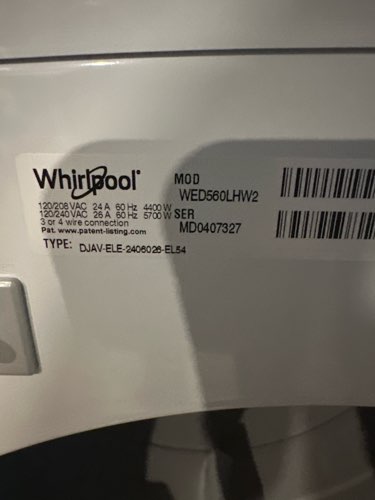 Whirlpool
120/208 VAC 24 A 60 Hz 4400 W
120/240 VAC 26 A 60 Hz 5700 W
3 or 4 wire connection
Pat. www.patent-listing.com
TYPE: DJAV-ELE-2406026-EL54
MOD
WED560LHW2
SER
MD0407327